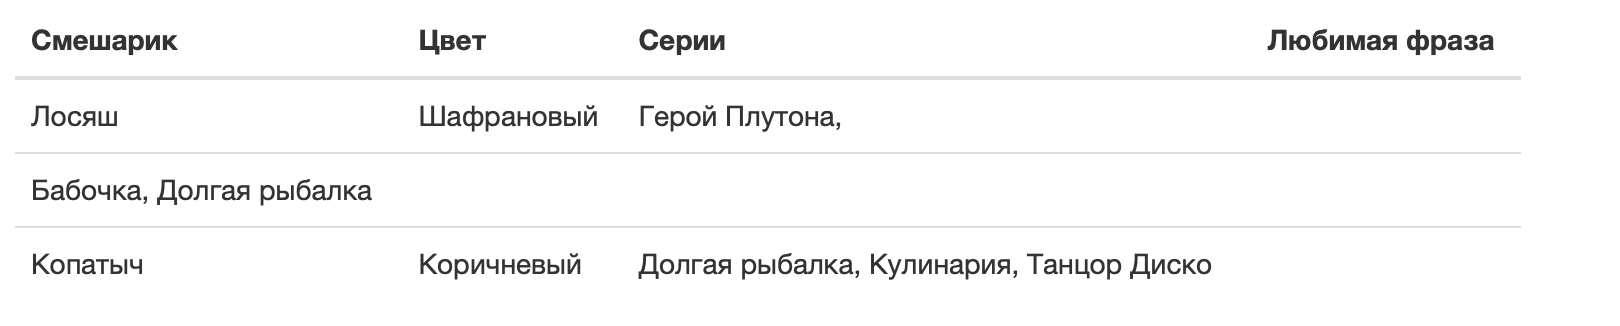 Смешарик Цвет Серии Любимая фраза
Лосяш Шафрановый Герой Плутона,
Бабочка, Долгая рыбалка
Копатыч Коричневый Долгая рыбалка, Кулинария, Танцор Диско